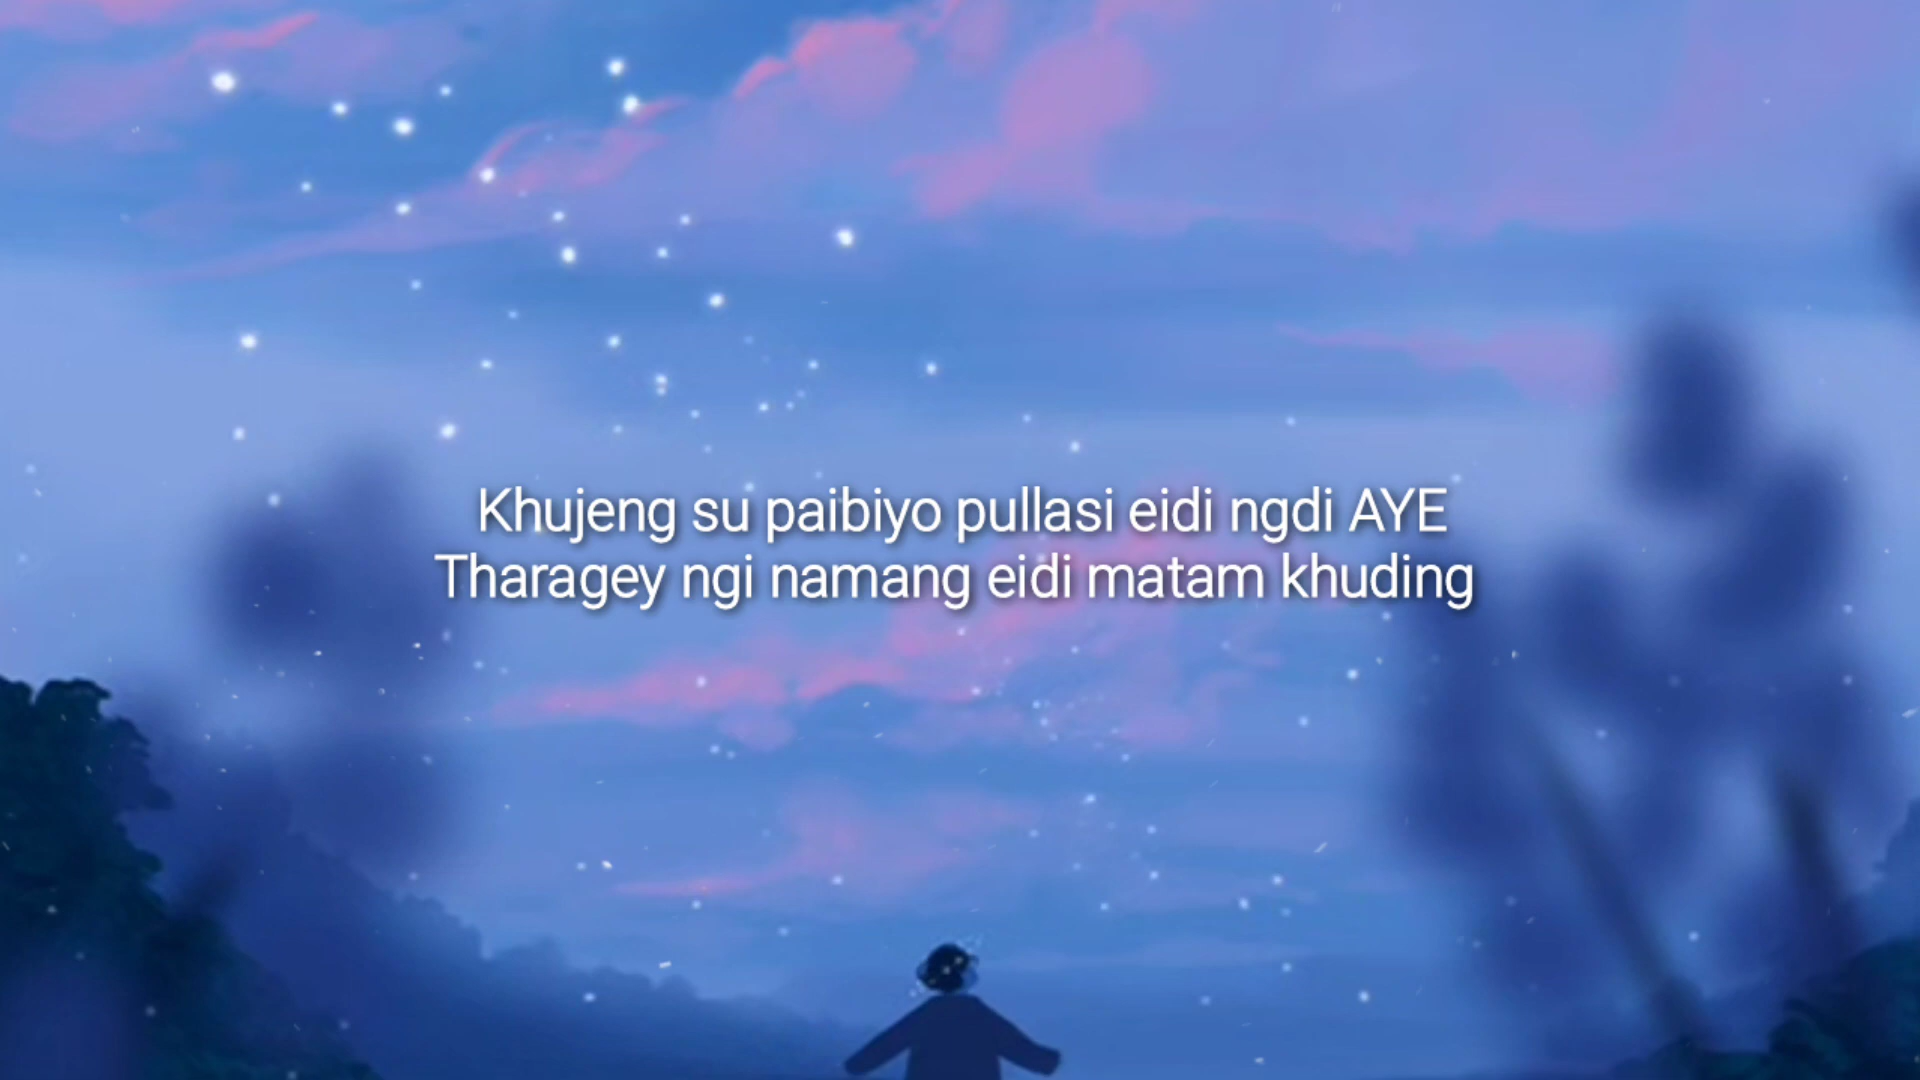 Khujeng su paibiyo pullasi eidi ngdi AYE
Tharagey ngi namang eidi matam khuding